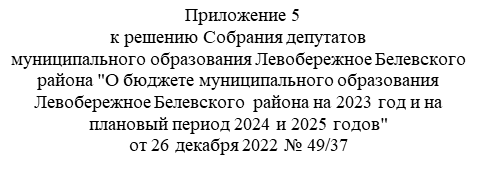 Приложение 5
к решению Собрания депутатов
муниципального образования Левобережное Белевского
района "О бюджете муниципального образования
Левобережное Белевского района на 2023 год и на
плановый период 2024 и 2025 годов"
от 26 декабря 2022 № 49/37